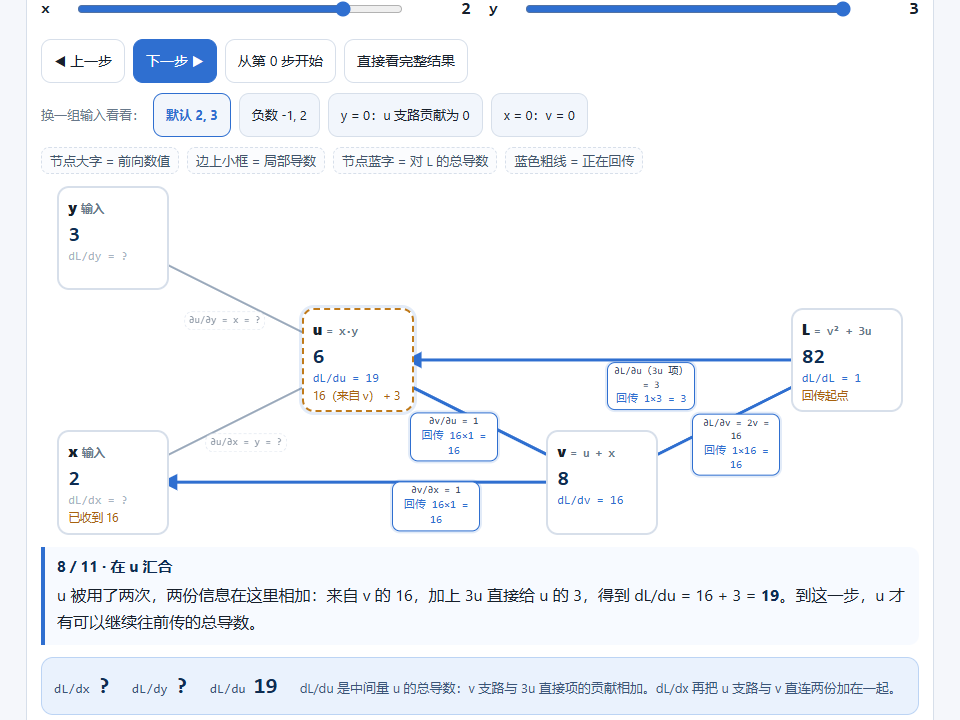 x 2 y 3
◀ 上一步 下一步 ▶ 从第 0 步开始 直接看完整结果
换一组输入看看： 默认 2, 3 负数 -1, 2 y = 0：u 支路贡献为 0 x = 0：v = 0
节点大字 = 前向数值 边上小框 = 局部导数 节点蓝字 = 对 L 的总导数 蓝色粗线 = 正在回传
y 输入
3
dL/dy = ?
∂u/∂y = x = ?
u = x·y
6
dL/du = 19
16（来自 v） + 3
L = v² + 3u
82
dL/dL = 1
回传起点
∂L/∂u（3u 项）
= 3
回传 1×3 = 3
∂v/∂u = 1
回传 16×1 =
16
∂L/∂v = 2v =
16
回传 1×16 =
16
∂u/∂x = y = ?
x 输入
2
dL/dx = ?
已收到 16
v = u + x
8
dL/dv = 16
∂v/∂x = 1
回传 16×1 =
16
8 / 11 · 在 u 汇合
u 被用了两次，两份信息在这里相加：来自 v 的 16，加上 3u 直接给 u 的 3，得到 dL/du = 16 + 3 = 19。到这一步，u 才
有可以继续往前传的总导数。
dL/dx ? dL/dy ? dL/du 19 dL/du 是中间量 u 的总导数：v 支路与 3u 直接项的贡献相加。dL/dx 再把 u 支路与 v 直连两份加在一起。